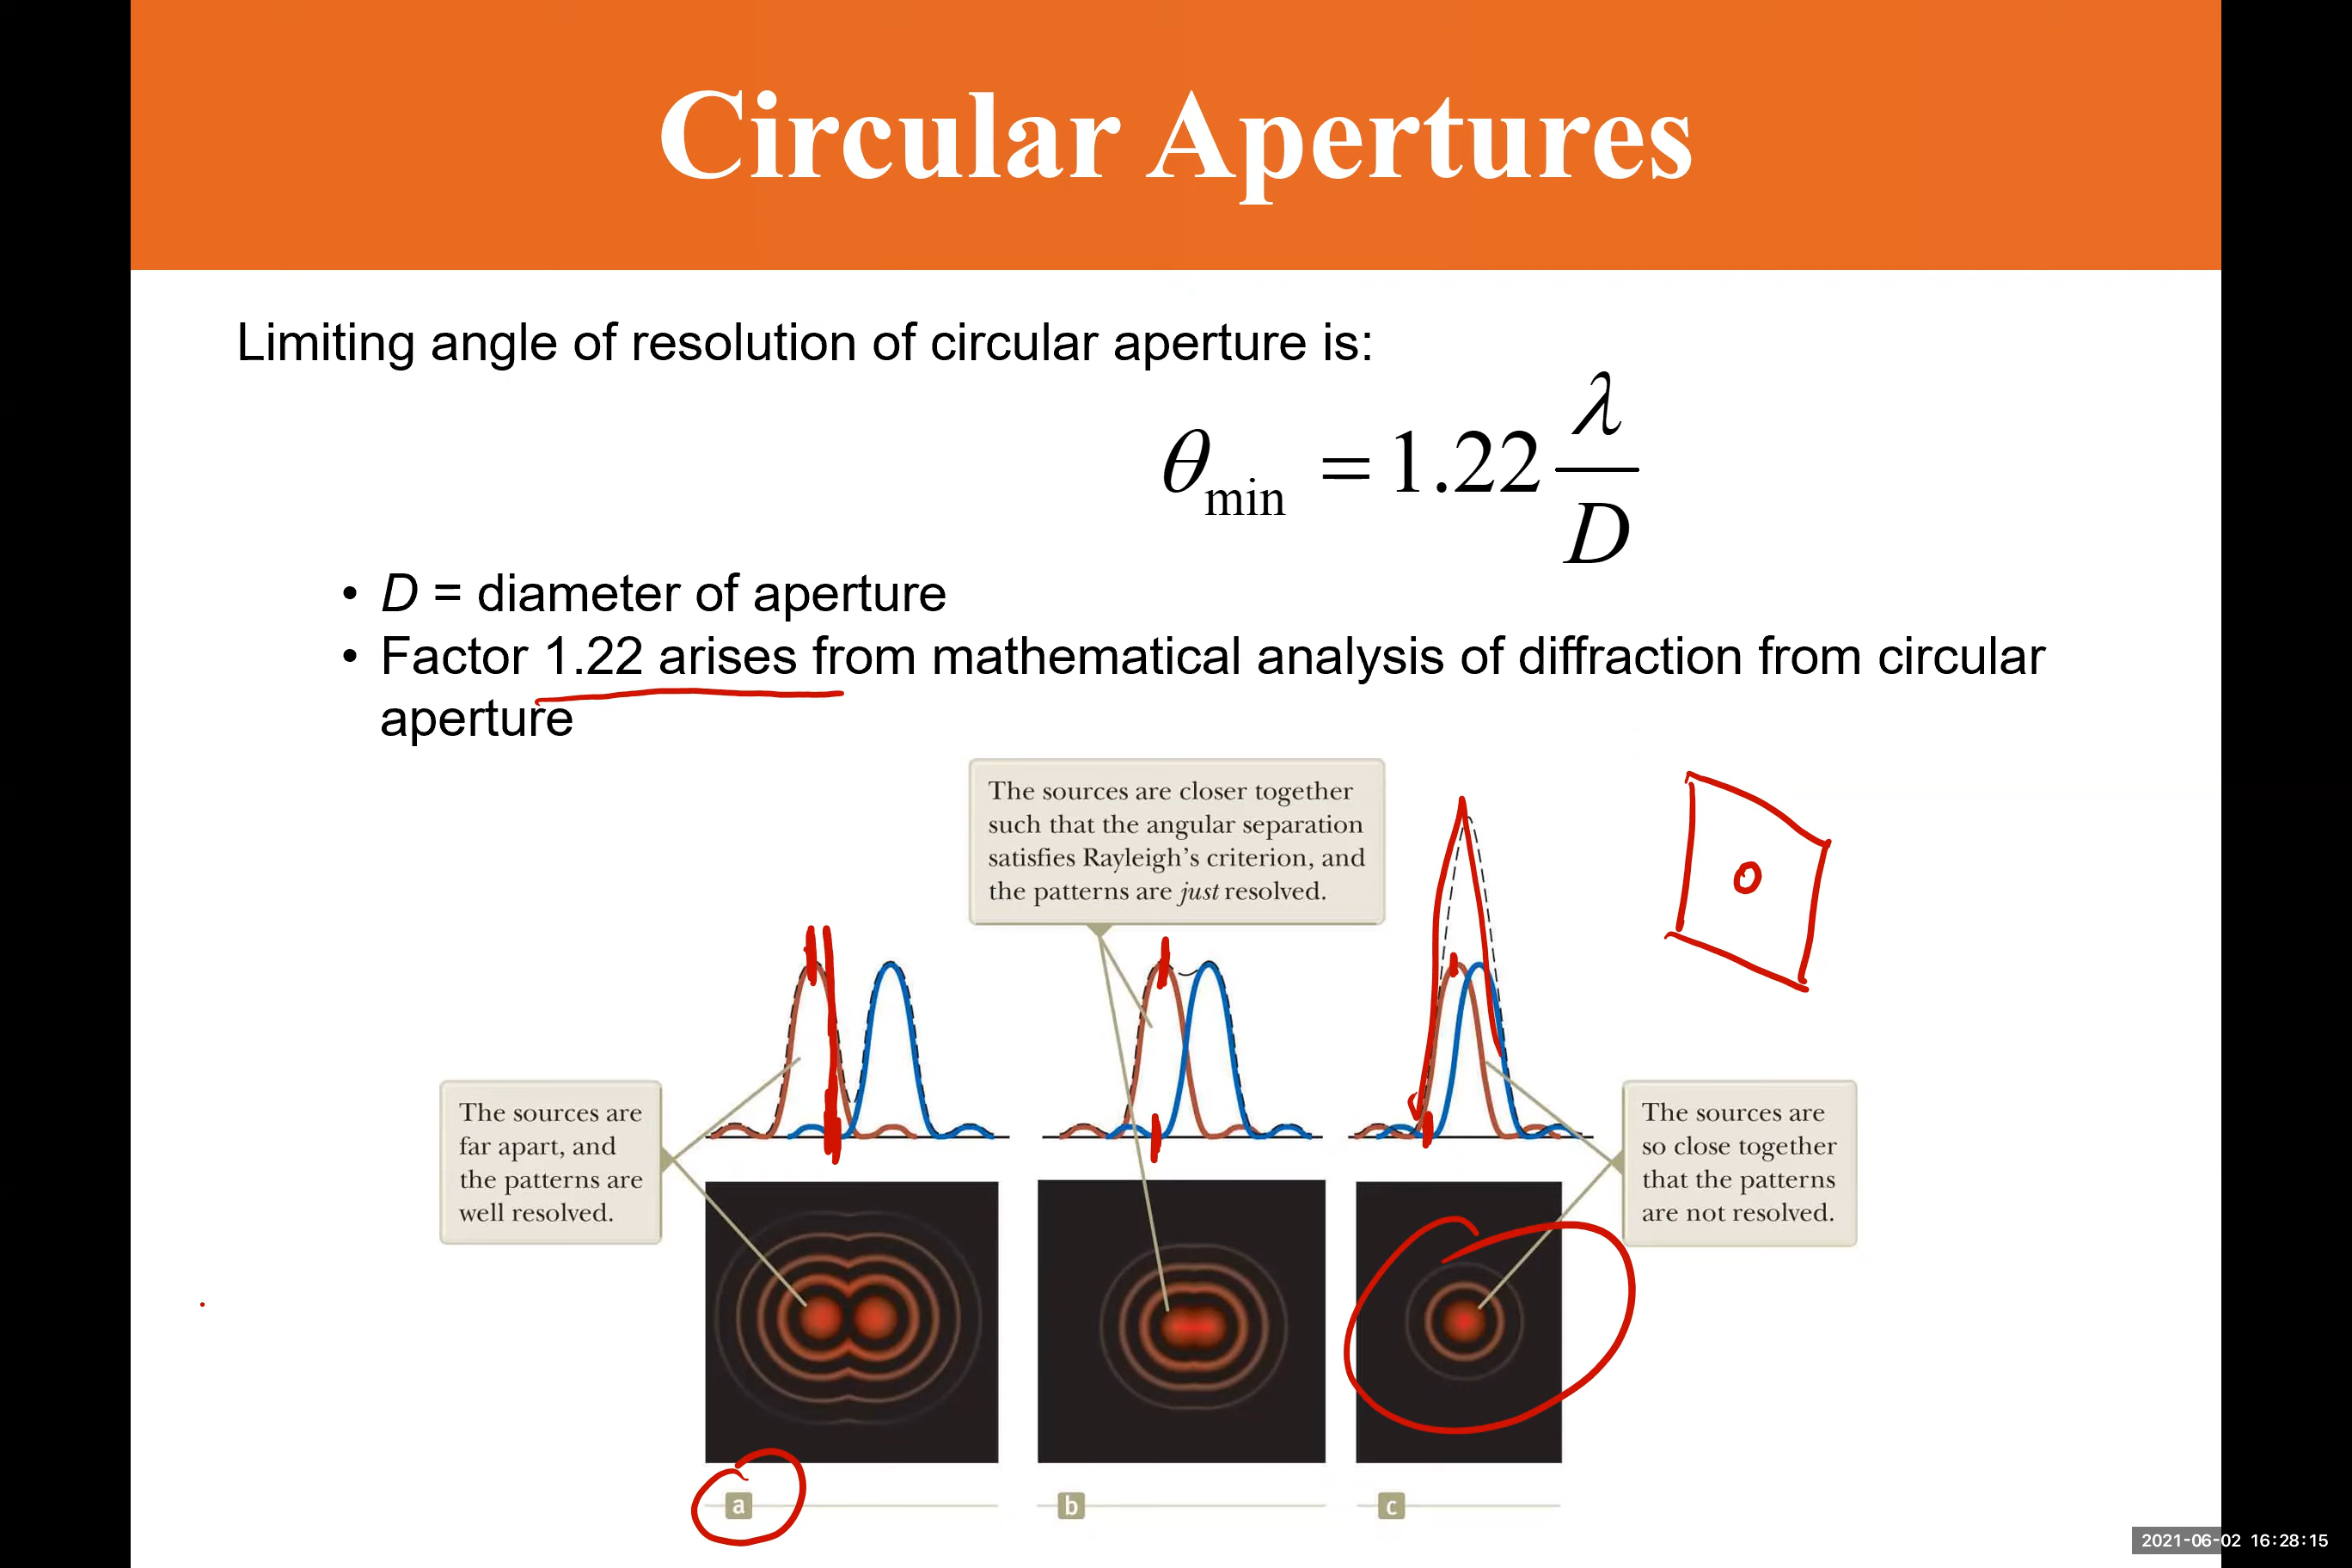 Circular Apertures
Limiting angle of resolution of circular aperture is:
θmin = 1.22 λ/D
• D = diameter of aperture
• Factor 1.22 arises from mathematical analysis of diffraction from circular
aperture
The sources are closer together
such that the angular separation
satisfies Rayleigh's criterion, and
the patterns are just resolved.
The sources are
far apart, and
the patterns are
well resolved.
The sources are
so close together
that the patterns
are not resolved.
a
b
c
2021-06-02 16:28:15